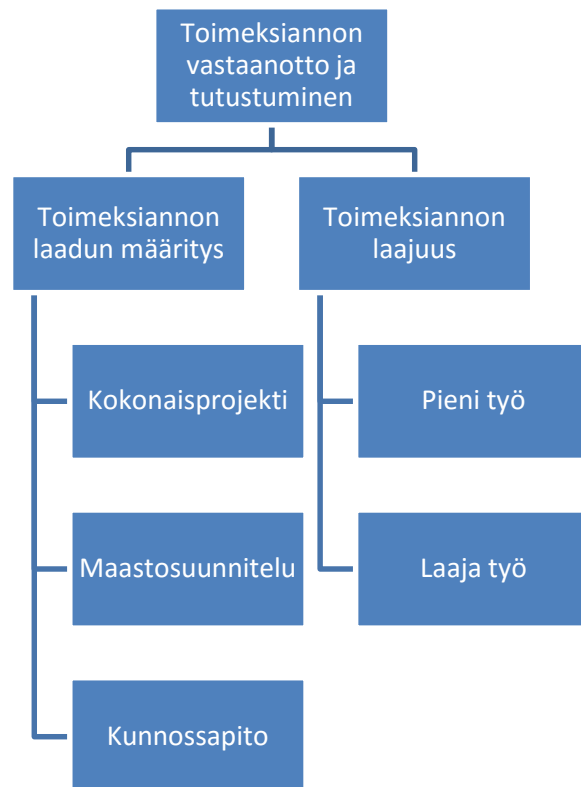 Toimeksiannon
vastaanotto ja
tutustuminen
Toimeksiannon
laadun määritys
Toimeksiannon
laajuus
Kokonaisprojekti
Pieni työ
Maastosuunnitelu
Laaja työ
Kunnossapito